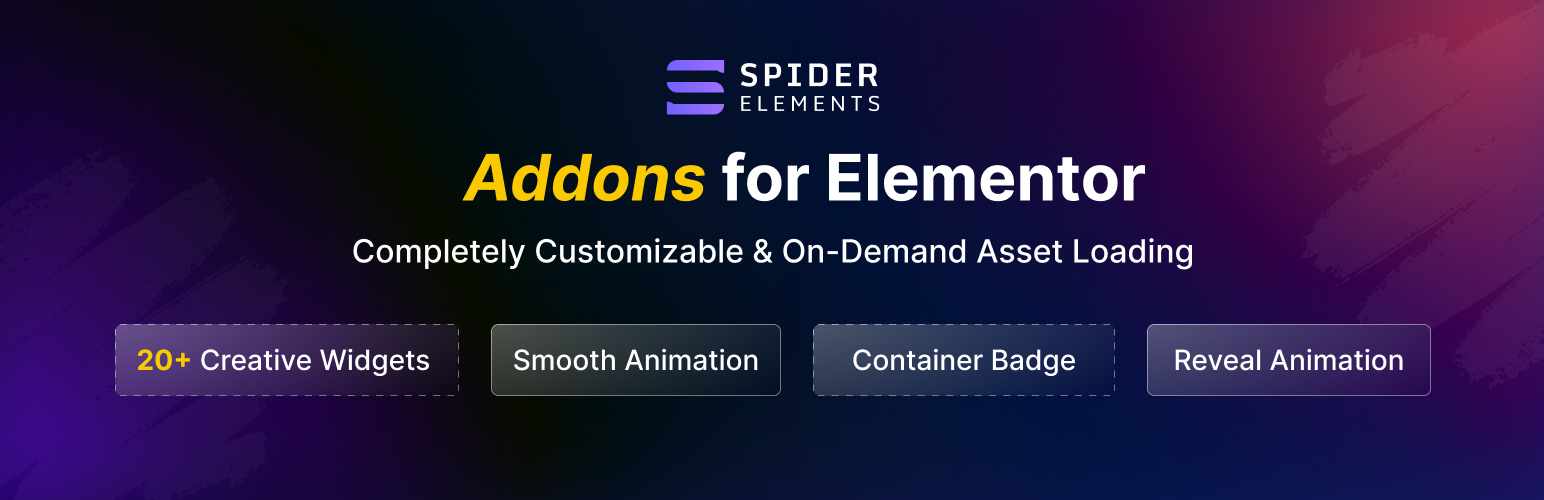 SPIDER
ELEMENTS
Addons for Elementor
Completely Customizable & On-Demand Asset Loading
20+ Creative Widgets
Smooth Animation
Container Badge
Reveal Animation